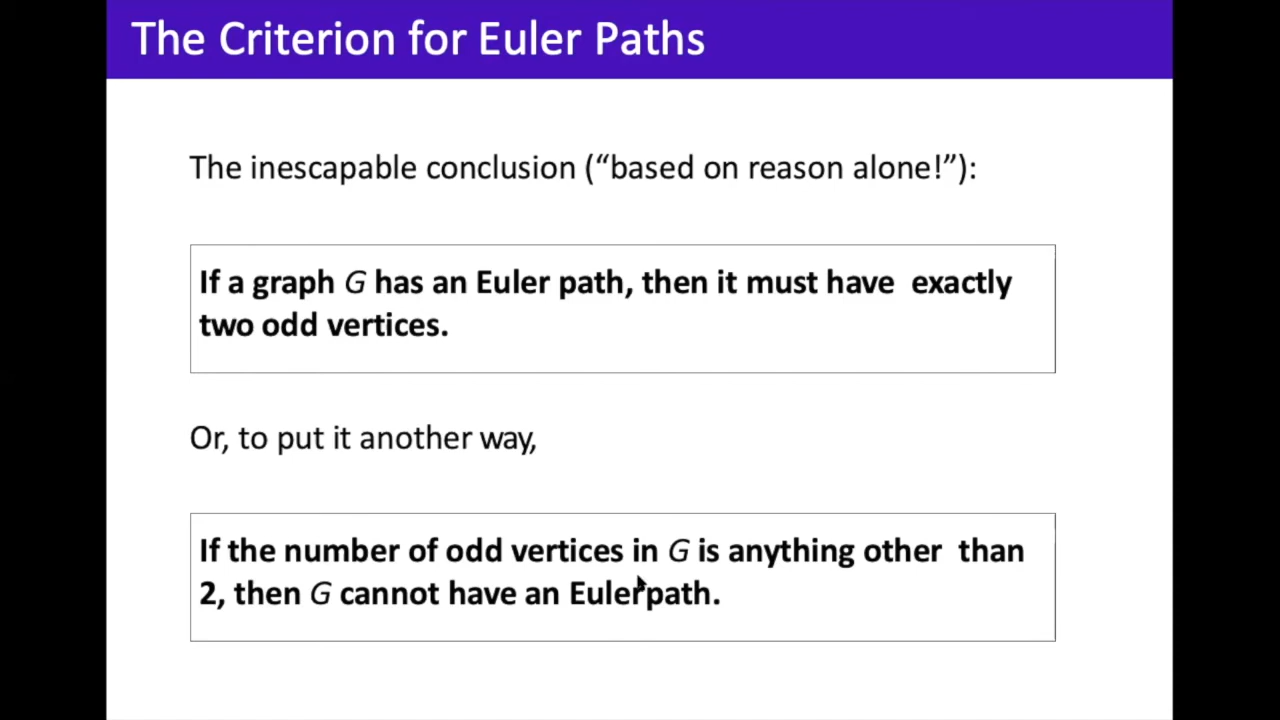 The Criterion for Euler Paths
The inescapable conclusion (“based on reason alone!”):
If a graph G has an Euler path, then it must have exactly
two odd vertices.
Or, to put it another way,
If the number of odd vertices in G is anything other than
2, then G cannot have an Euler path.